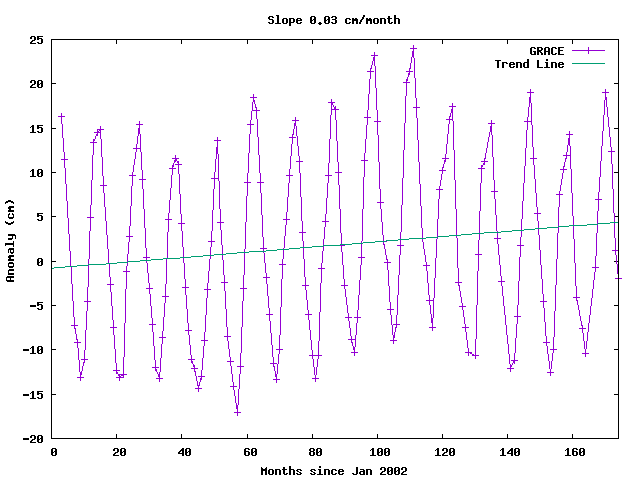 Slope 0.03 cm/month
GRACE
Trend Line
Anomaly (cm)
25
20
15
10
5
0
-5
-10
-15
-20
0 20 40 60 80 100 120 140 160
Months since Jan 2002